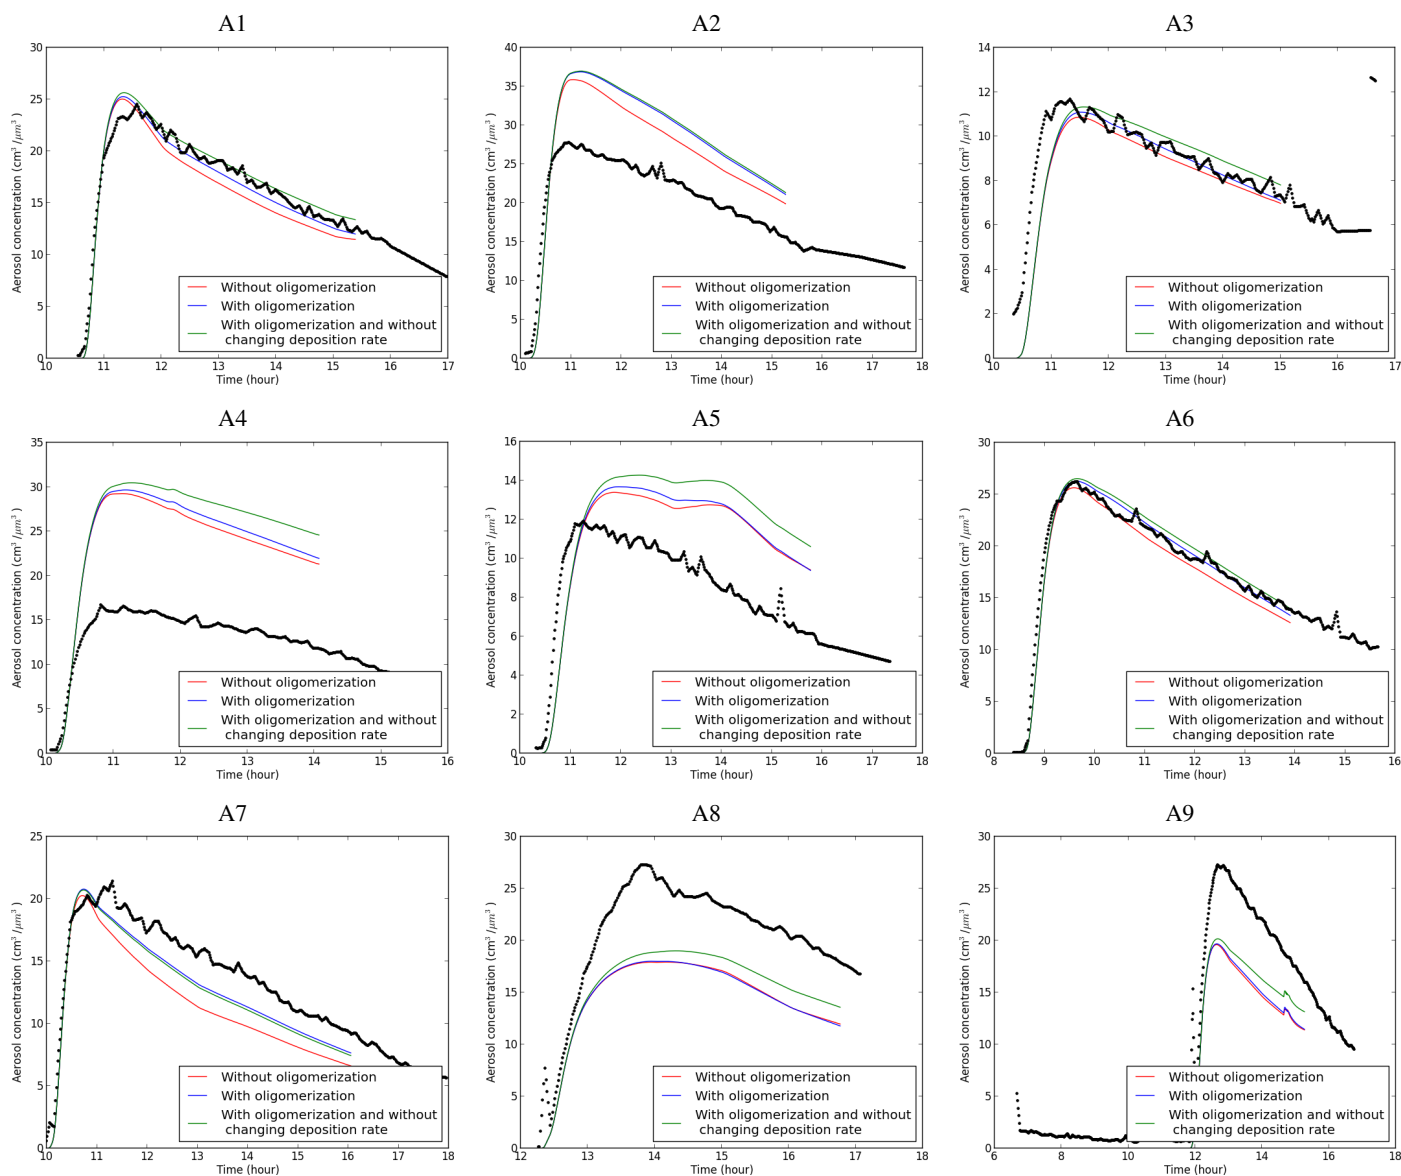 A1
30
25
20
15
10
5
0
Aerosol concentration (cm³ /μm³ )
Without oligomerization
With oligomerization
With oligomerization and without
changing deposition rate
10 11 12 13 14 15 16 17
Time (hour)
A2
40
35
30
25
20
15
10
5
0
Aerosol concentration (cm³ /μm³ )
Without oligomerization
With oligomerization
With oligomerization and without
changing deposition rate
10 11 12 13 14 15 16 17 18
Time (hour)
A3
14
12
10
8
6
4
2
0
Aerosol concentration (cm³ /μm³ )
Without oligomerization
With oligomerization
With oligomerization and without
changing deposition rate
10 11 12 13 14 15 16 17
Time (hour)
A4
35
30
25
20
15
10
5
0
Aerosol concentration (cm³ /μm³ )
Without oligomerization
With oligomerization
With oligomerization and without
changing deposition rate
10 11 12 13 14 15 16
Time (hour)
A5
16
14
12
10
8
6
4
2
0
Aerosol concentration (cm³ /μm³ )
Without oligomerization
With oligomerization
With oligomerization and without
changing deposition rate
10 11 12 13 14 15 16 17 18
Time (hour)
A6
30
25
20
15
10
5
0
Aerosol concentration (cm³ /μm³ )
Without oligomerization
With oligomerization
With oligomerization and without
changing deposition rate
8 9 10 11 12 13 14 15 16
Time (hour)
A7
25
20
15
10
5
0
Aerosol concentration (cm³ /μm³ )
Without oligomerization
With oligomerization
With oligomerization and without
changing deposition rate
10 11 12 13 14 15 16 17 18
Time (hour)
A8
30
25
20
15
10
5
0
Aerosol concentration (cm³ /μm³ )
Without oligomerization
With oligomerization
With oligomerization and without
changing deposition rate
12 13 14 15 16 17 18
Time (hour)
A9
30
25
20
15
10
5
0
Aerosol concentration (cm³ /μm³ )
Without oligomerization
With oligomerization
With oligomerization and without
changing deposition rate
6 8 10 12 14 16 18
Time (hour)